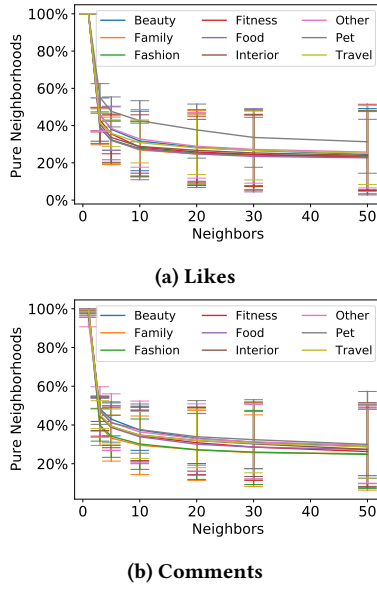 100%
80%
60%
40%
20%
0%
Pure Neighborhoods
Beauty Fitness Other
Family Food Pet
Fashion Interior Travel
0 10 20 30 40 50
Neighbors
(a) Likes
100%
80%
60%
40%
20%
Pure Neighborhoods
Beauty Fitness Other
Family Food Pet
Fashion Interior Travel
0 10 20 30 40 50
Neighbors
(b) Comments